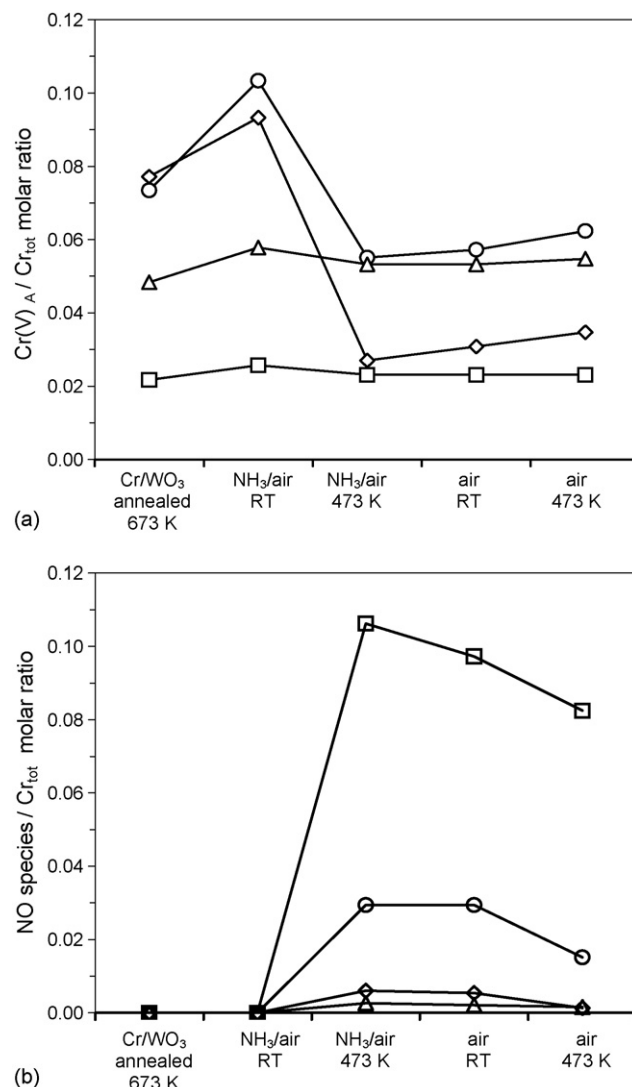 0.12
0.10
0.08
0.06
0.04
0.02
0.00
Cr(V) A / Crtot molar ratio
Cr/WO₃ NH₃/air NH₃/air air air
annealed RT 473 K RT 473 K
673 K
(a)
0.12
0.10
0.08
0.06
0.04
0.02
0.00
NO species / Crtot molar ratio
Cr/WO₃ NH₃/air NH₃/air air air
annealed RT 473 K RT 473 K
673 K
(b)